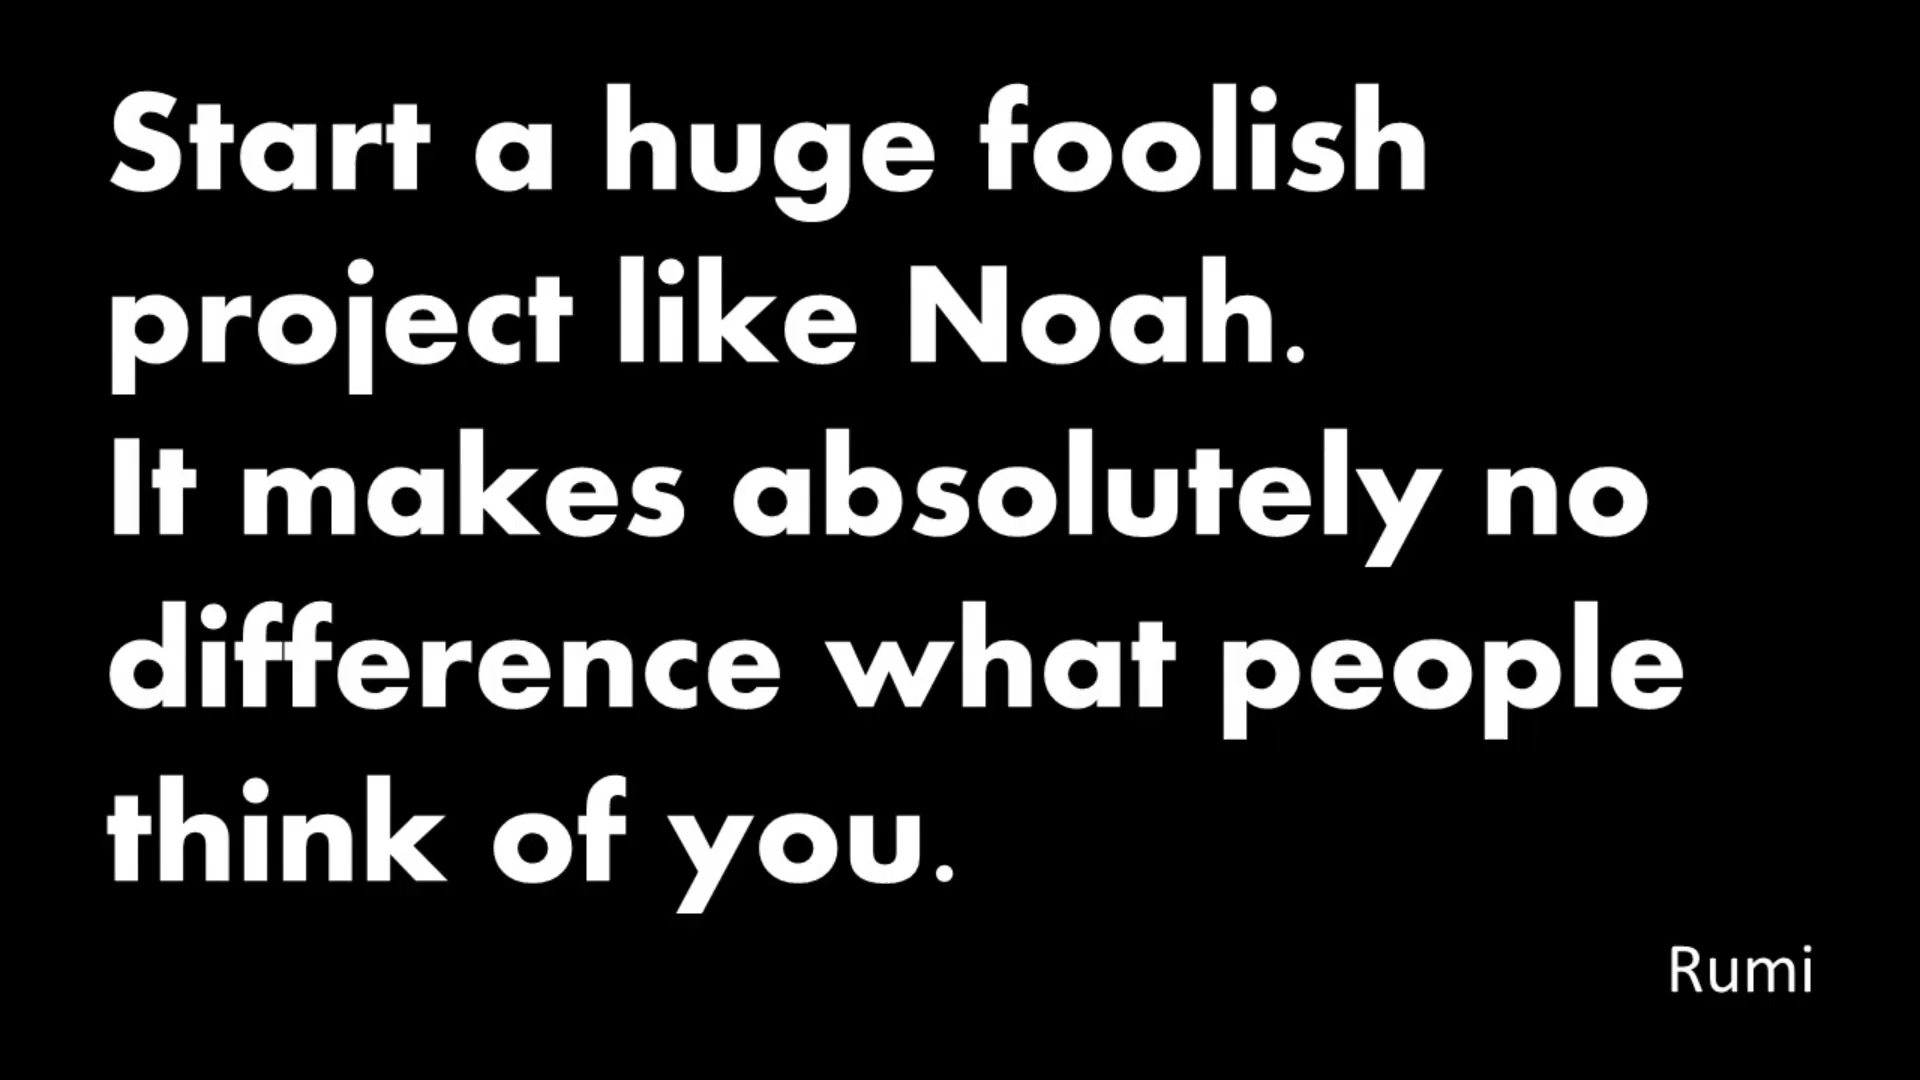 Start a huge foolish
project like Noah.
It makes absolutely no
difference what people
think of you.
Rumi